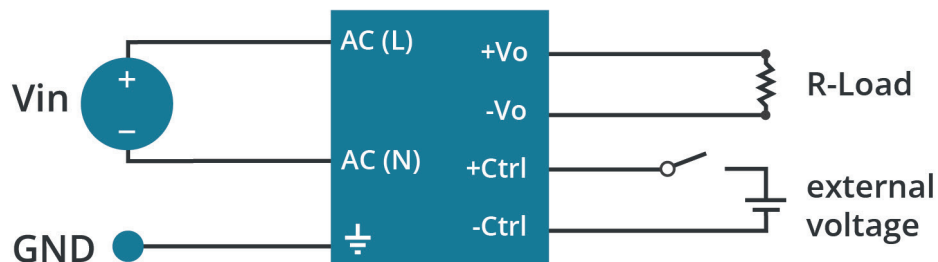 Vin
+
−
GND
AC (L)
AC (N)
+Vo
-Vo
+Ctrl
-Ctrl
R-Load
external
voltage